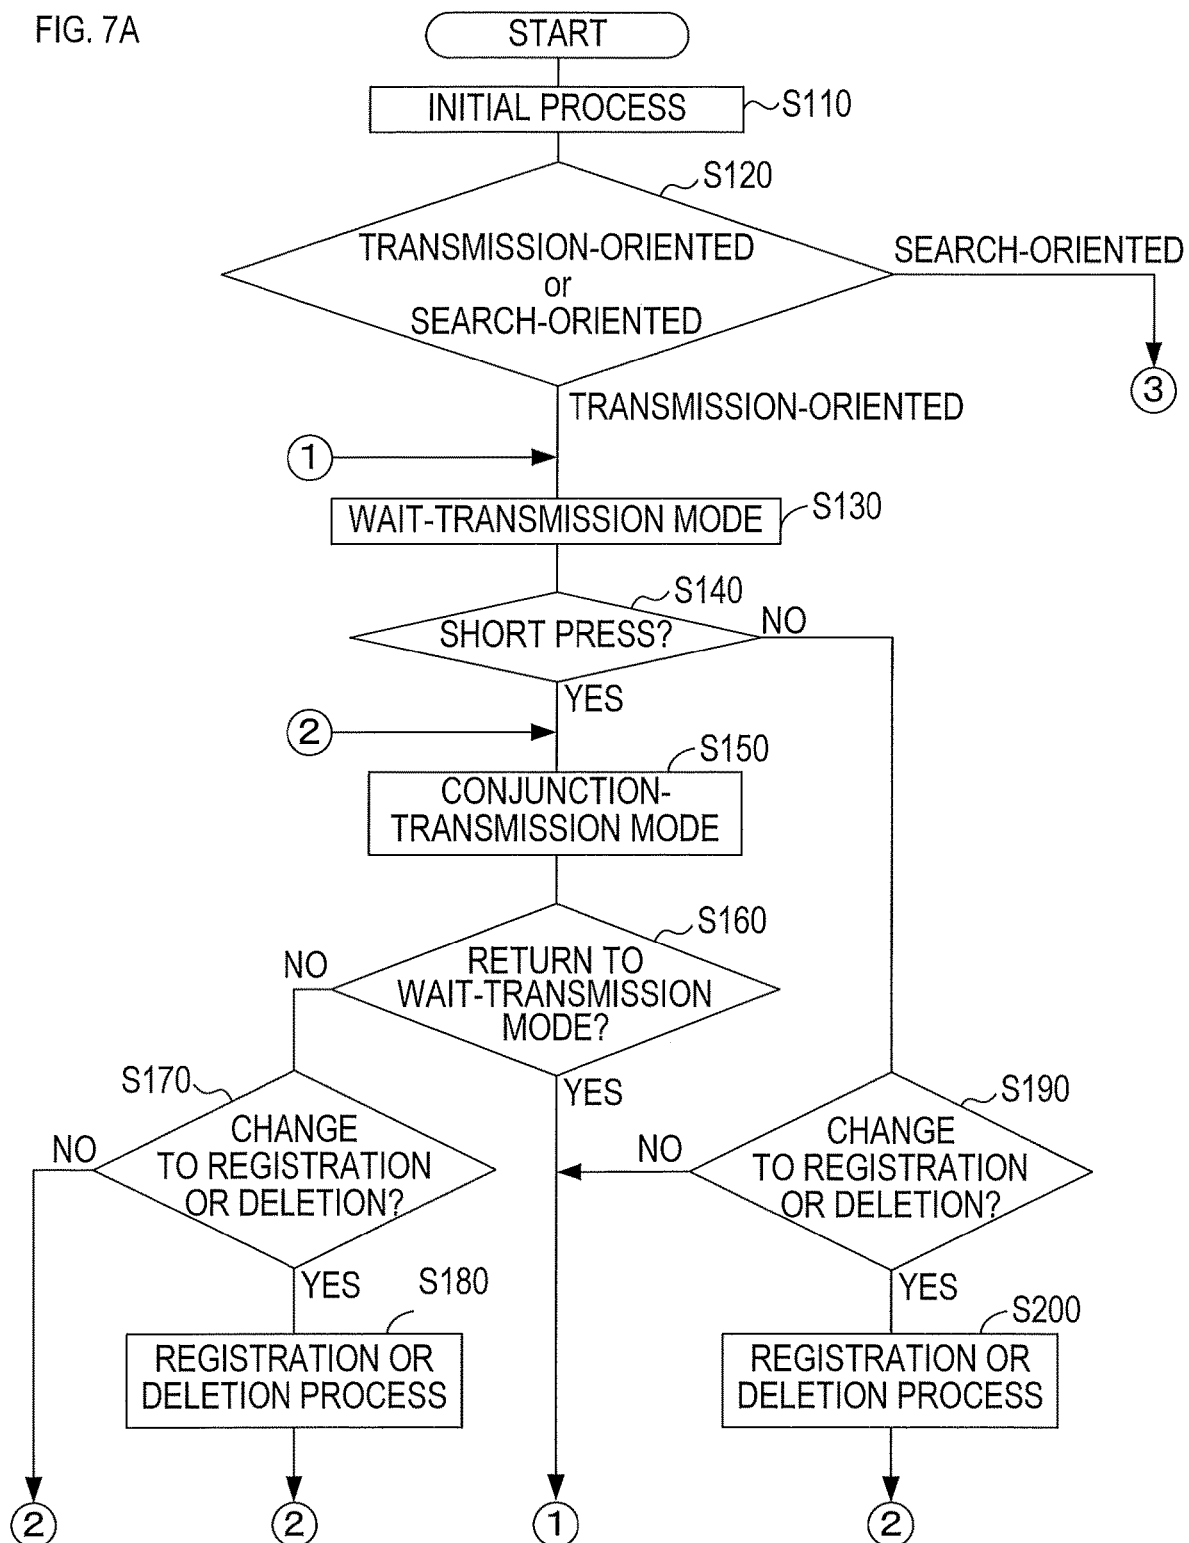 FIG. 7A
START
INITIAL PROCESS
S110
S120
TRANSMISSION-ORIENTED
or
SEARCH-ORIENTED
SEARCH-ORIENTED
3
TRANSMISSION-ORIENTED
1
WAIT-TRANSMISSION MODE
S130
S140
SHORT PRESS?
NO
YES
2
S150
CONJUNCTION-
TRANSMISSION MODE
S160
RETURN TO
WAIT-TRANSMISSION
MODE?
NO
YES
S170
CHANGE
TO REGISTRATION
OR DELETION?
NO
YES
S190
CHANGE
TO REGISTRATION
OR DELETION?
NO
YES
S180
REGISTRATION OR
DELETION PROCESS
S200
REGISTRATION OR
DELETION PROCESS
2
2
1
2